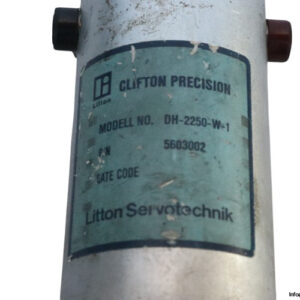 CLIFTON PRECISION
Litton
MODELL NO. DH-2250-W-1
P/N 5603002
DATE CODE
Litton Servotechnik